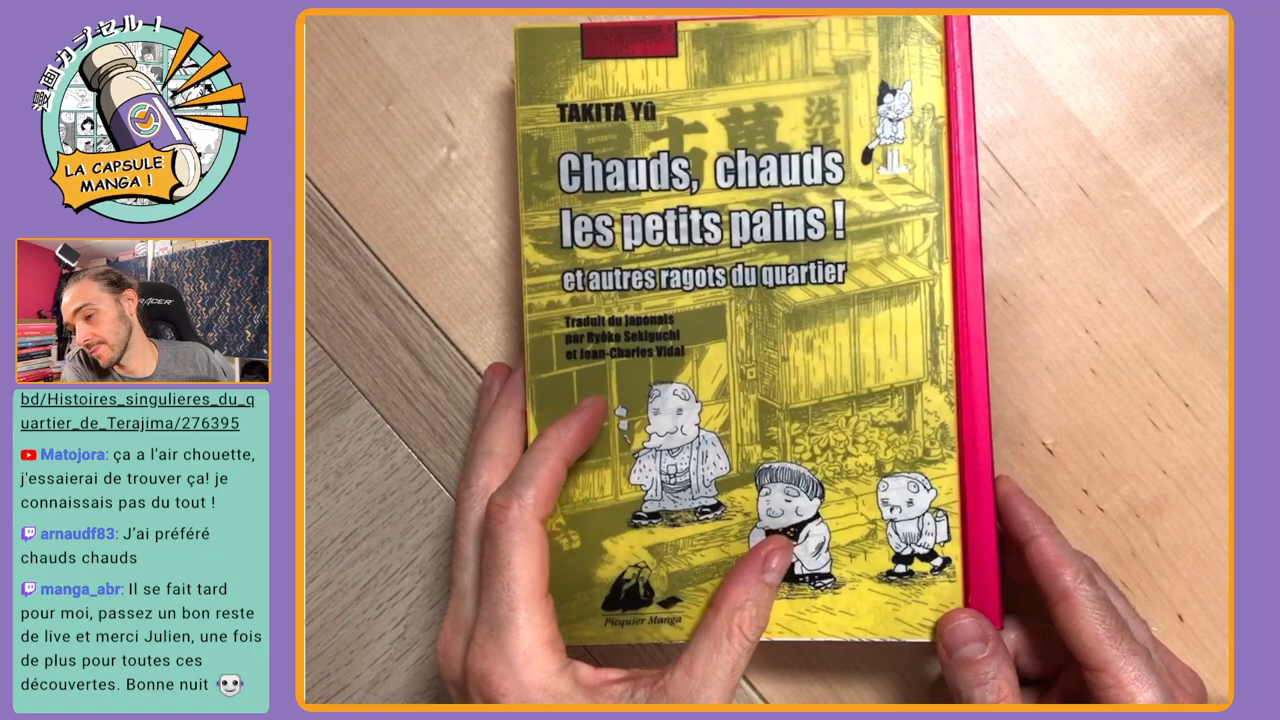 漫画カプセル!
LA CAPSULE
MANGA !
bd/Histoires_singulieres_du_q
uartier_de_Terajima/276395
Matojora: ça a l'air chouette,
j'essaierai de trouver ça! je
connaissais pas du tout !
arnaudf83: J'ai préféré
chauds chauds
manga_abr: Il se fait tard
pour moi, passez un bon reste
de live et merci Julien, une fois
de plus pour toutes ces
découvertes. Bonne nuit
TAKITA YÛ
Chauds, chauds
les petits pains !
et autres ragots du quartier
Traduit du japonais
par Ryôko Sekiguchi
et Jean-Charles Vidal
Picquier Manga